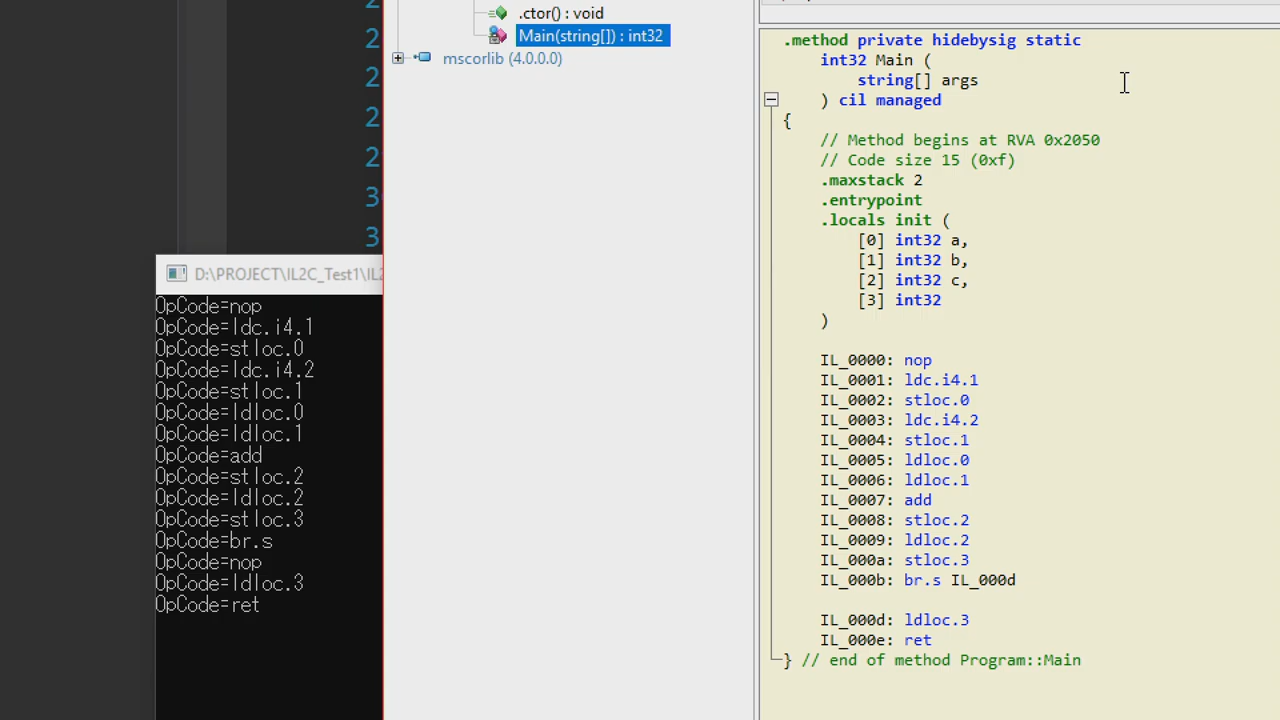 2
2
2
2
2
3
3
D:\PROJECT\IL2C_Test1\IL2
OpCode=nop
OpCode=ldc.i4.1
OpCode=stloc.0
OpCode=ldc.i4.2
OpCode=stloc.1
OpCode=ldloc.0
OpCode=ldloc.1
OpCode=add
OpCode=stloc.2
OpCode=ldloc.2
OpCode=stloc.3
OpCode=br.s
OpCode=nop
OpCode=ldloc.3
OpCode=ret
.ctor() : void
Main(string[]) : int32
mscorlib (4.0.0.0)
.method private hidebysig static
int32 Main (
string[] args
) cil managed
{
// Method begins at RVA 0x2050
// Code size 15 (0xf)
.maxstack 2
.entrypoint
.locals init (
[0] int32 a,
[1] int32 b,
[2] int32 c,
[3] int32
)
IL_0000: nop
IL_0001: ldc.i4.1
IL_0002: stloc.0
IL_0003: ldc.i4.2
IL_0004: stloc.1
IL_0005: ldloc.0
IL_0006: ldloc.1
IL_0007: add
IL_0008: stloc.2
IL_0009: ldloc.2
IL_000a: stloc.3
IL_000b: br.s IL_000d
IL_000d: ldloc.3
IL_000e: ret
} // end of method Program::Main